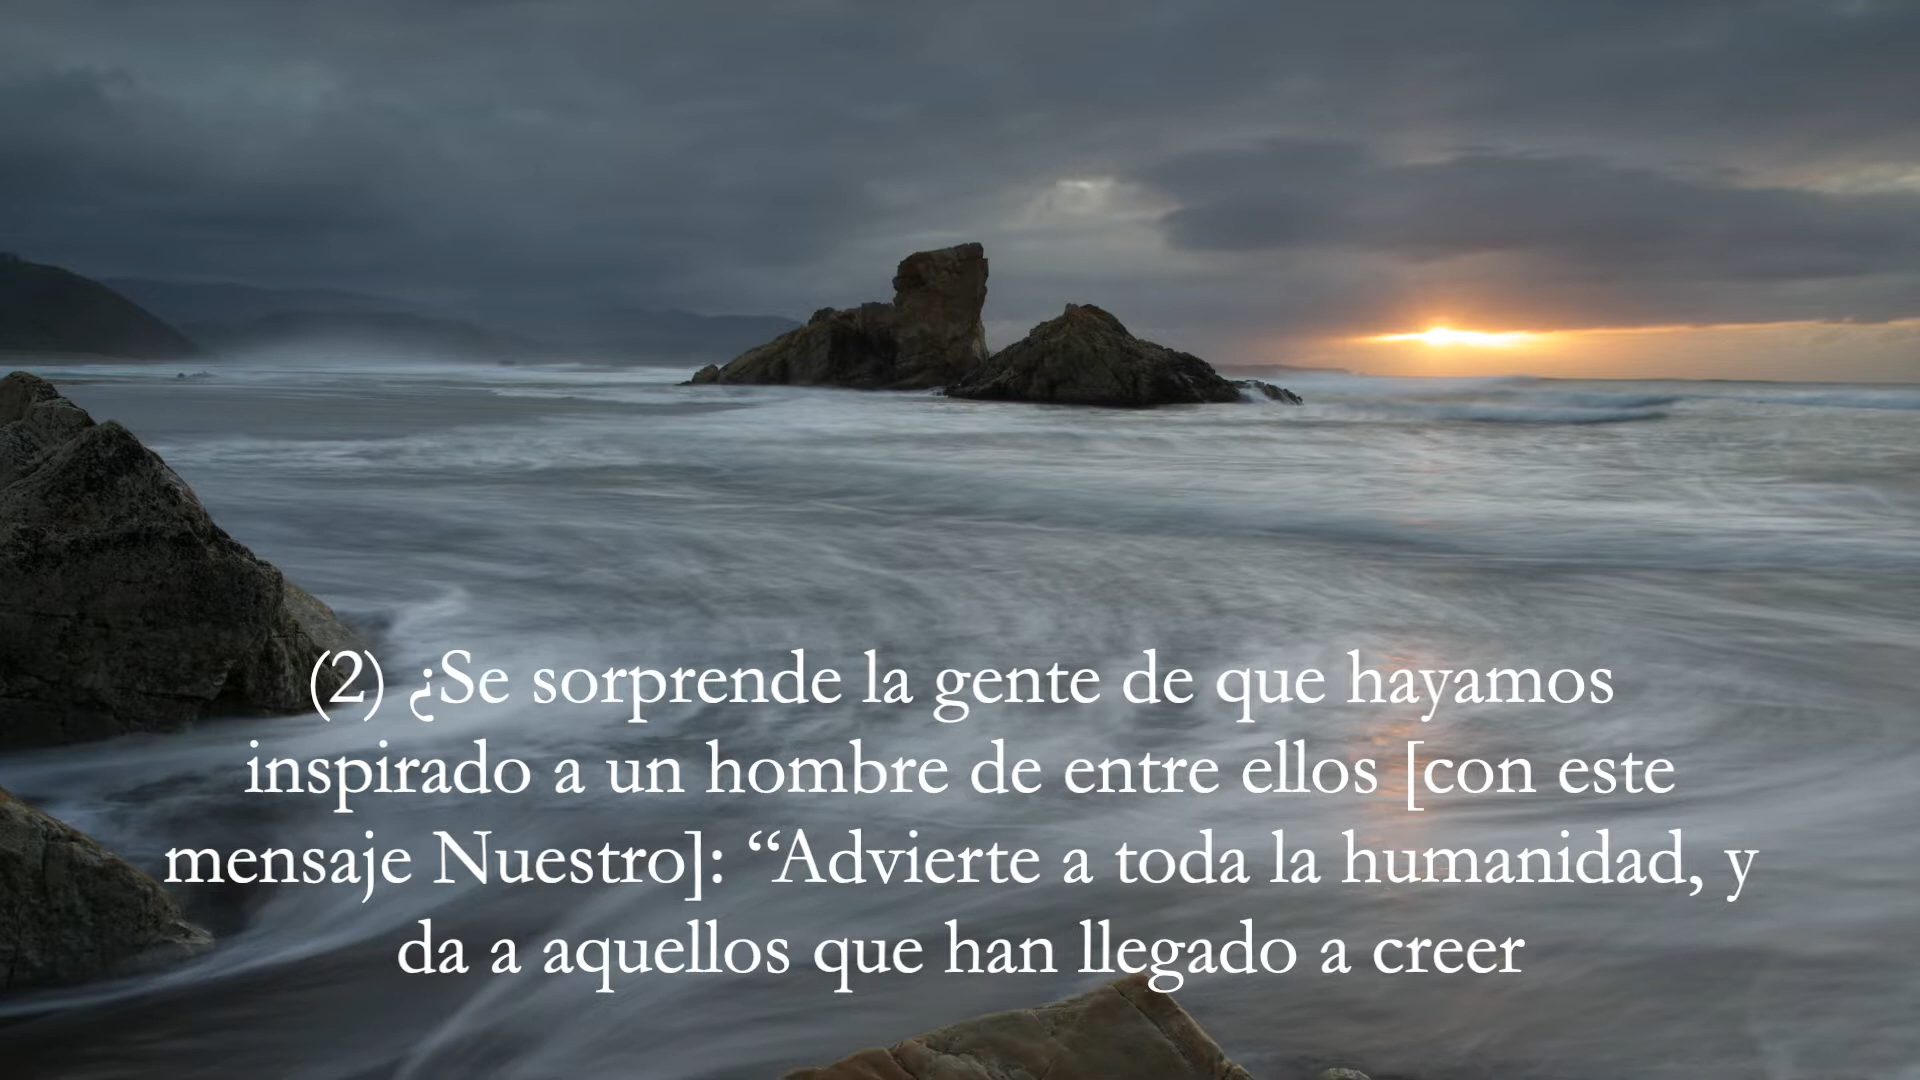 (2) ¿Se sorprende la gente de que hayamos
inspirado a un hombre de entre ellos [con este
mensaje Nuestro]: “Advierte a toda la humanidad, y
da a aquellos que han llegado a creer